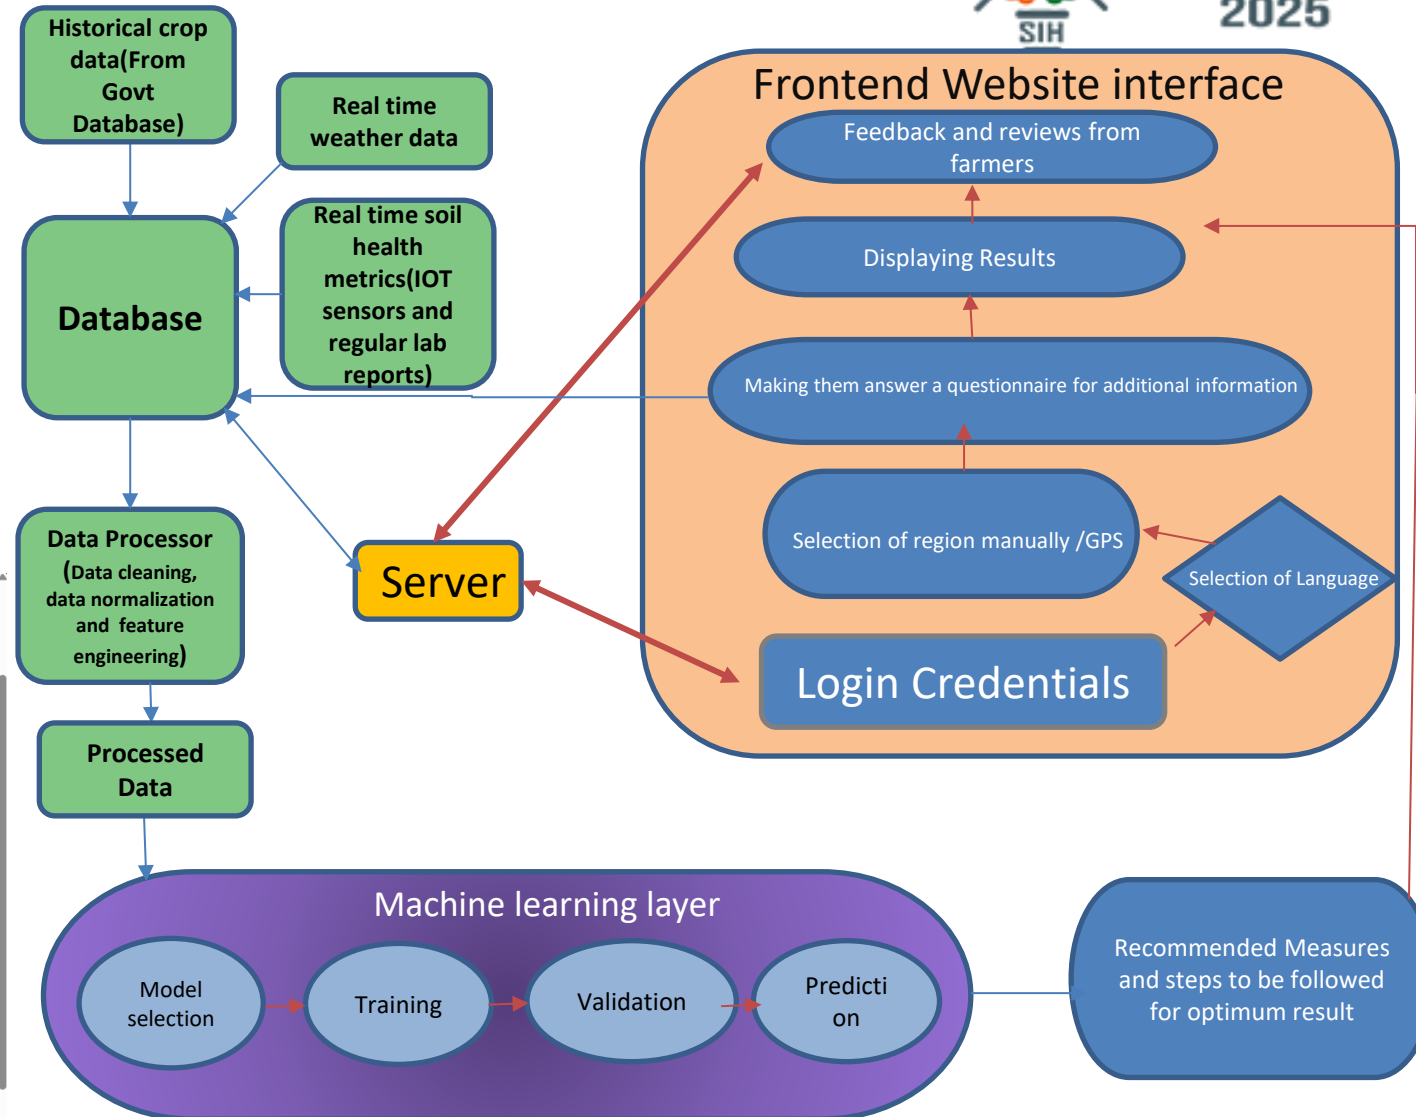 SIH
2025
Historical crop
data(From
Govt
Database)
Real time
weather data
Real time soil
health
metrics(IOT
sensors and
regular lab
reports)
Database
Data Processor
(Data cleaning,
data normalization
and feature
engineering)
Processed
Data
Server
Frontend Website interface
Feedback and reviews from
farmers
Displaying Results
Making them answer a questionnaire for additional information
Selection of region manually /GPS
Selection of Language
Login Credentials
Machine learning layer
Model
selection
Training
Validation
Predicti
on
Recommended Measures
and steps to be followed
for optimum result